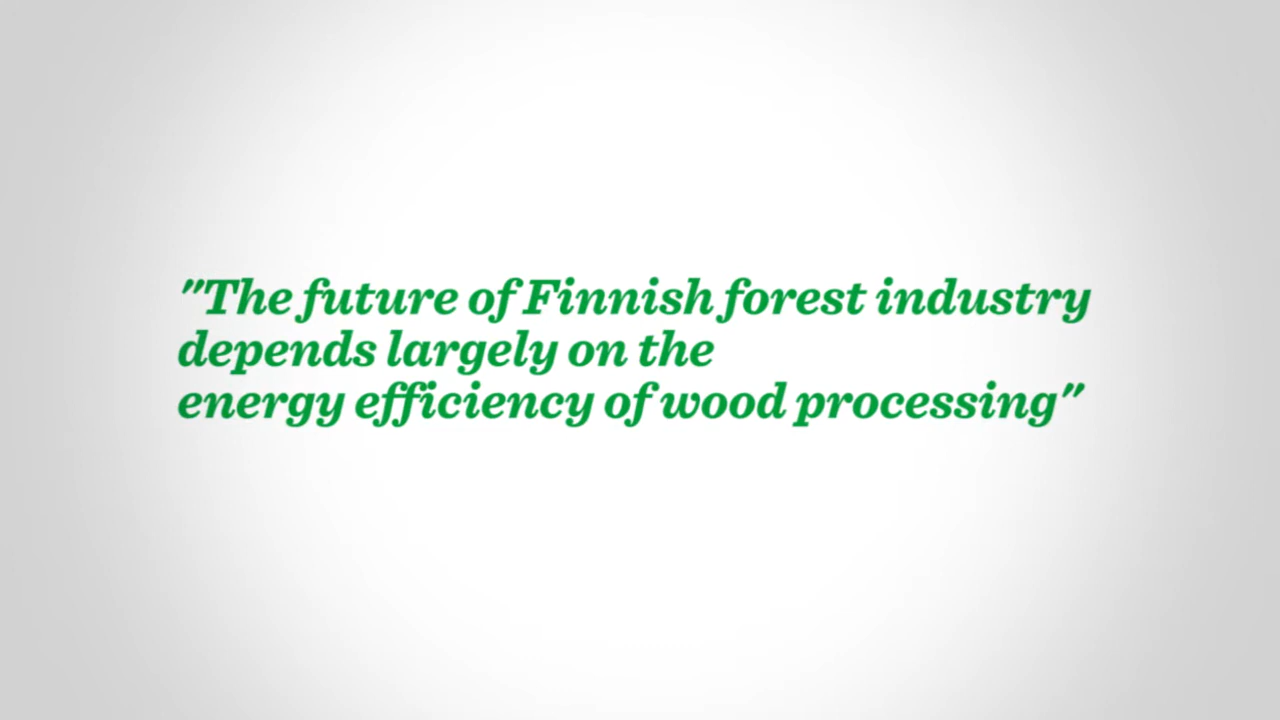 "The future of Finnish forest industry
depends largely on the
energy efficiency of wood processing"